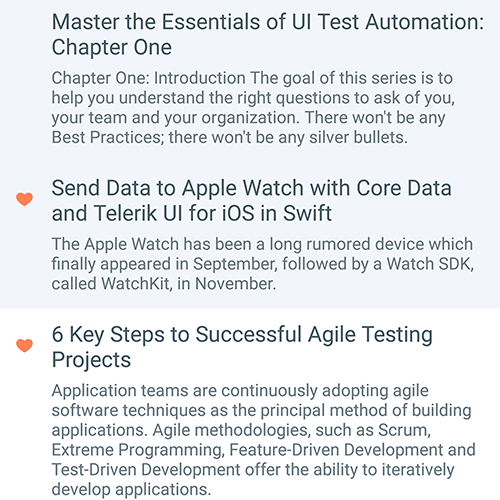 Master the Essentials of UI Test Automation:
Chapter One
Chapter One: Introduction The goal of this series is to
help you understand the right questions to ask of you,
your team and your organization. There won't be any
Best Practices; there won't be any silver bullets.
Send Data to Apple Watch with Core Data
and Telerik UI for iOS in Swift
The Apple Watch has been a long rumored device which
finally appeared in September, followed by a Watch SDK,
called WatchKit, in November.
6 Key Steps to Successful Agile Testing
Projects
Application teams are continuously adopting agile
software techniques as the principal method of building
applications. Agile methodologies, such as Scrum,
Extreme Programming, Feature-Driven Development and
Test-Driven Development offer the ability to iteratively
develop applications.